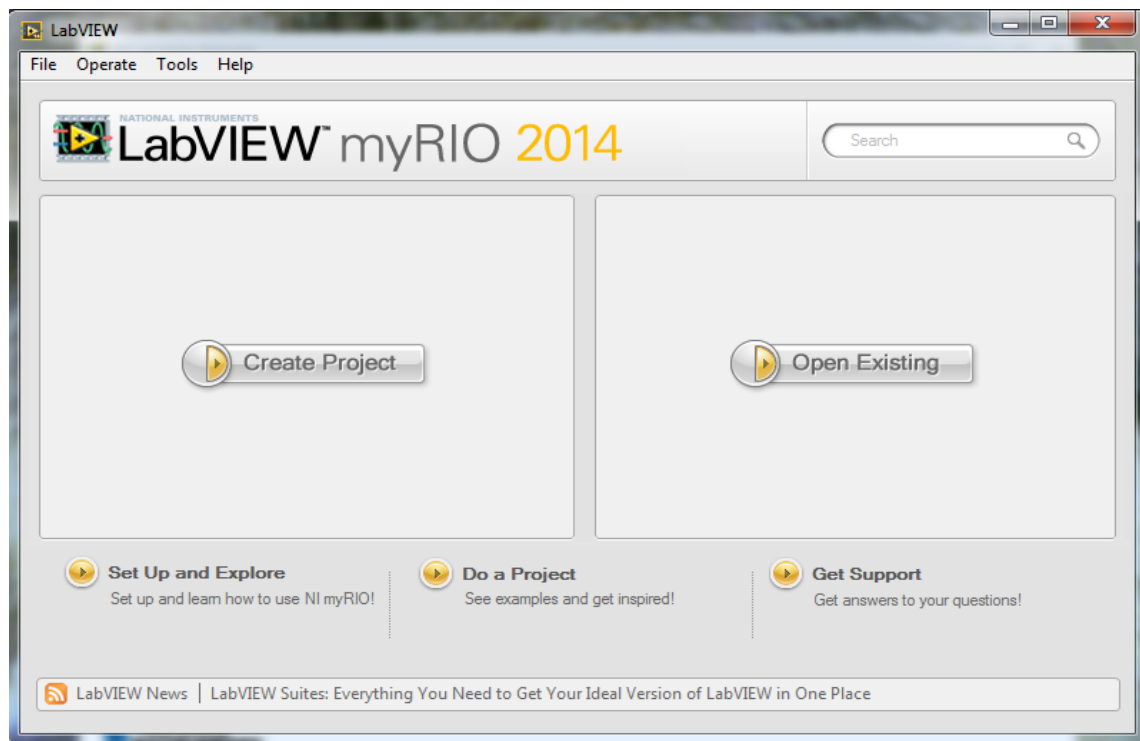 LabVIEW
File Operate Tools Help
NATIONAL INSTRUMENTS
LabVIEW™ myRIO 2014
Search
Create Project
Open Existing
Set Up and Explore
Set up and learn how to use NI myRIO!
Do a Project
See examples and get inspired!
Get Support
Get answers to your questions!
LabVIEW News | LabVIEW Suites: Everything You Need to Get Your Ideal Version of LabVIEW in One Place